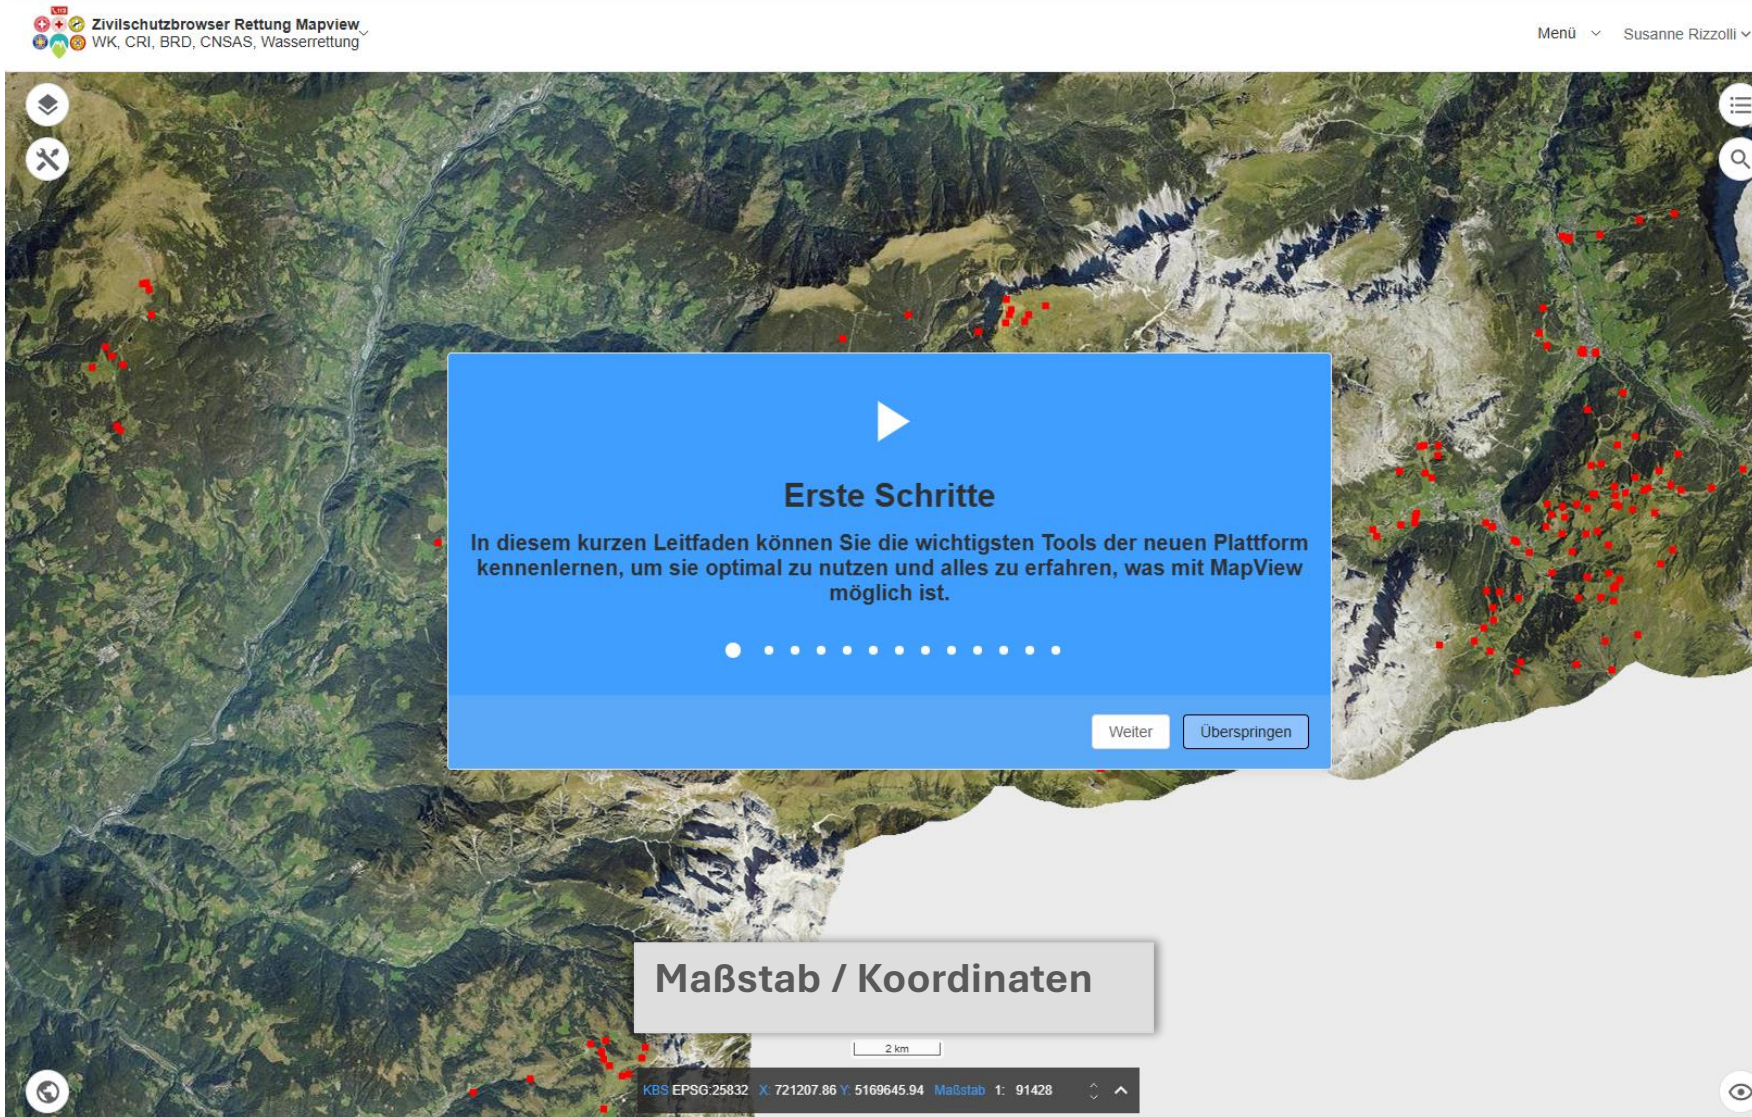 Zivilschutzbrowser Rettung Mapview
WK, CRI, BRD, CNSAS, Wasserrettung
Menü
Susanne Rizzolli
Erste Schritte
In diesem kurzen Leitfaden können Sie die wichtigsten Tools der neuen Plattform
kennenlernen, um sie optimal zu nutzen und alles zu erfahren, was mit MapView
möglich ist.
Weiter
Überspringen
Maßstab / Koordinaten
2 km
KBS EPSG:25832 X: 721207.86 Y: 5169645.94 Maßstab 1: 91428